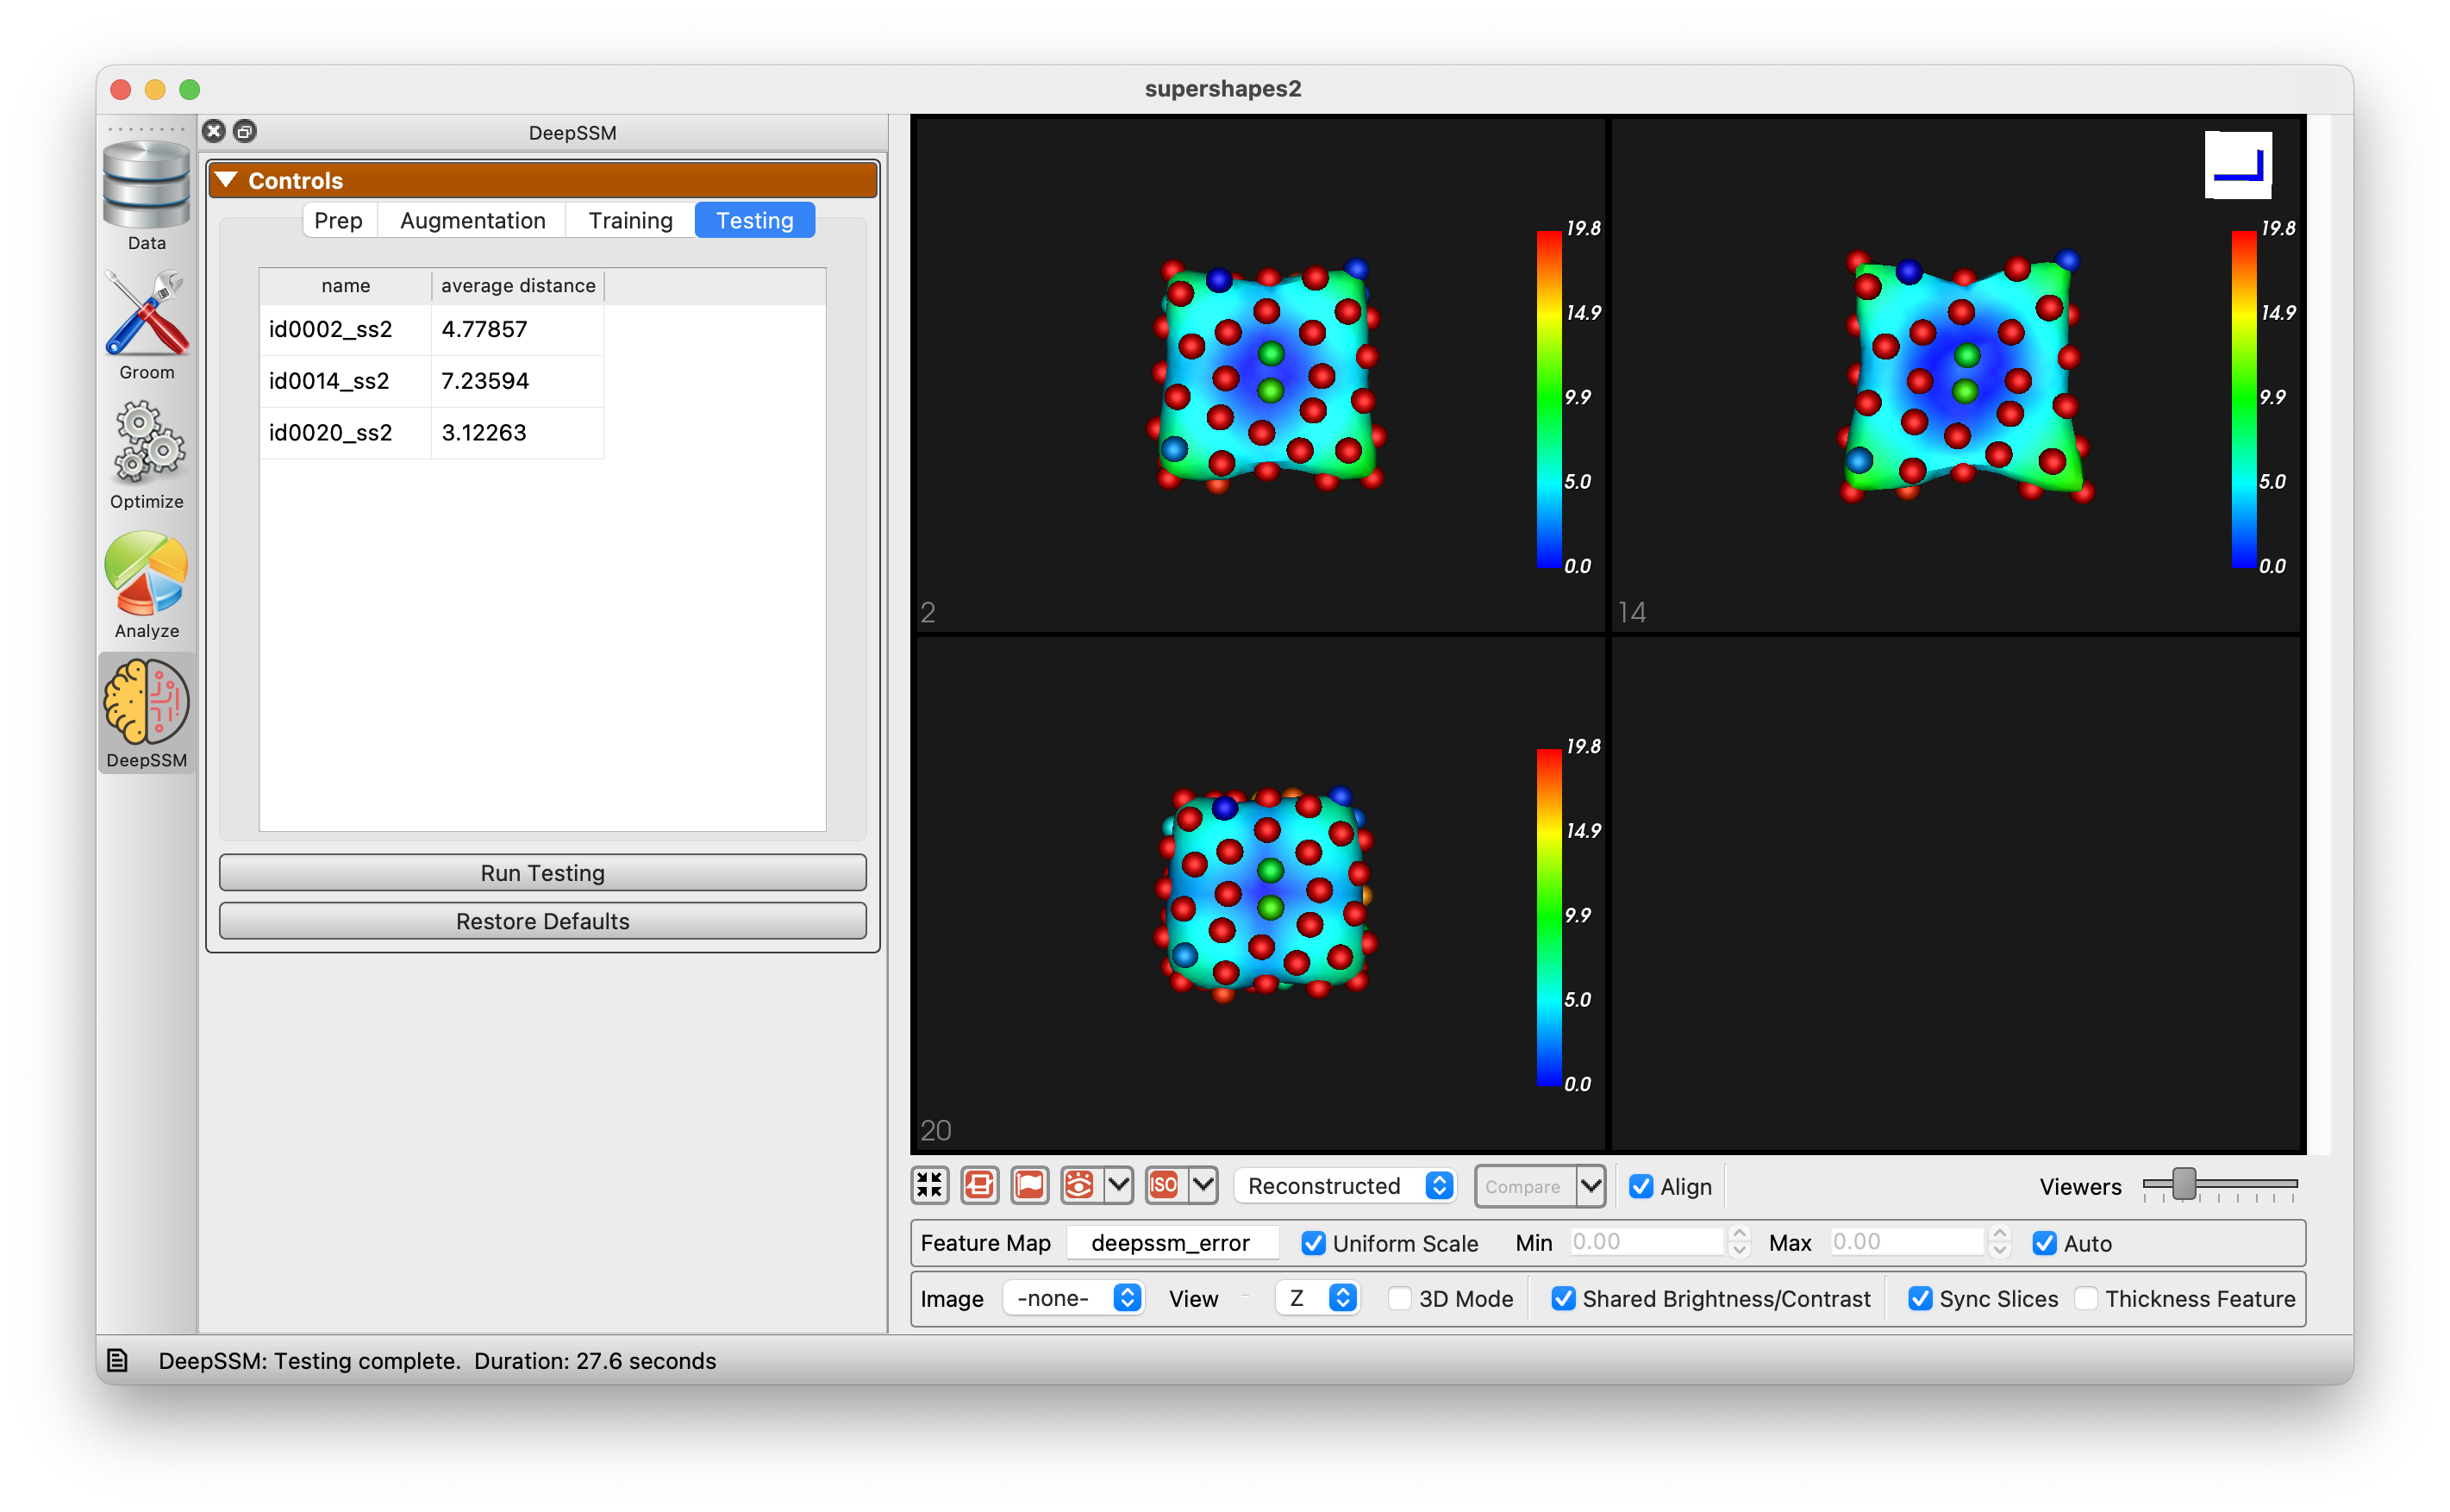 supershapes2
DeepSSM
Data
Groom
Optimize
Analyze
DeepSSM
Controls
Prep Augmentation Training Testing
name average distance
id0002_ss2 4.77857
id0014_ss2 7.23594
id0020_ss2 3.12263
Run Testing
Restore Defaults
19.8
14.9
9.9
5.0
0.0
2
19.8
14.9
9.9
5.0
0.0
14
19.8
14.9
9.9
5.0
0.0
20
ISO Reconstructed Compare Align Viewers
Feature Map deepssm_error Uniform Scale Min 0.00 Max 0.00 Auto
Image -none- View Z 3D Mode Shared Brightness/Contrast Sync Slices Thickness Feature
DeepSSM: Testing complete. Duration: 27.6 seconds